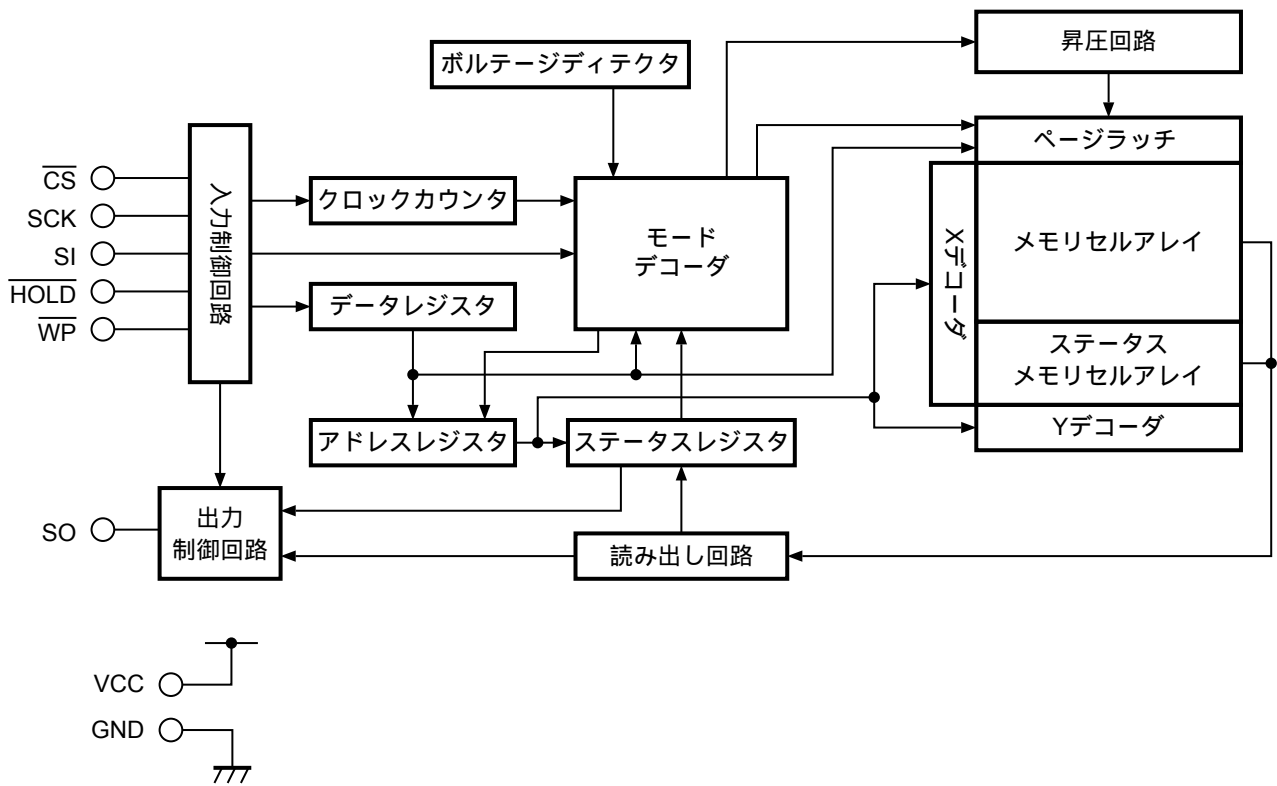 昇圧回路
ボルテージディテクタ
ページラッチ
CS
SCK
SI
HOLD
WP
入力制御回路
クロックカウンタ
モード
デコーダ
Xデコーダ
メモリセルアレイ
データレジスタ
ステータス
メモリセルアレイ
Yデコーダ
アドレスレジスタ
ステータスレジスタ
SO
出力
制御回路
読み出し回路
VCC
GND